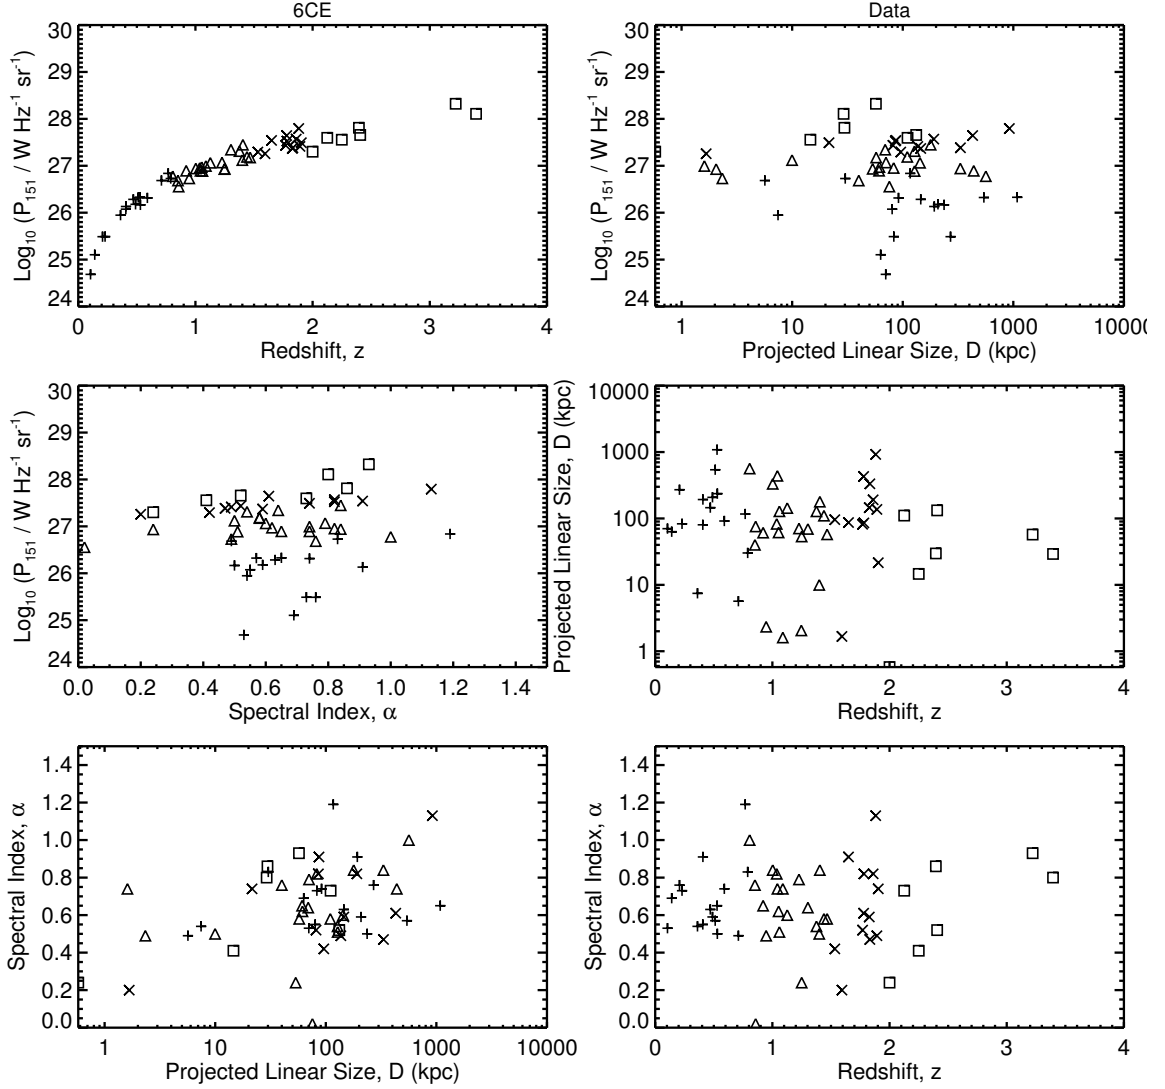 6CE
Data
30
29
28
27
26
25
24
Log₁₀ (P₁₅₁ / W Hz⁻¹ sr⁻¹)
0 1 2 3 4
Redshift, z
30
29
28
27
26
25
24
Log₁₀ (P₁₅₁ / W Hz⁻¹ sr⁻¹)
1 10 100 1000 10000
Projected Linear Size, D (kpc)
30
29
28
27
26
25
24
Log₁₀ (P₁₅₁ / W Hz⁻¹ sr⁻¹)
0.0 0.2 0.4 0.6 0.8 1.0 1.2 1.4
Spectral Index, α
10000
1000
100
10
1
Projected Linear Size, D (kpc)
0 1 2 3 4
Redshift, z
1.4
1.2
1.0
0.8
0.6
0.4
0.2
0.0
Spectral Index, α
1 10 100 1000 10000
Projected Linear Size, D (kpc)
1.4
1.2
1.0
0.8
0.6
0.4
0.2
0.0
Spectral Index, α
0 1 2 3 4
Redshift, z